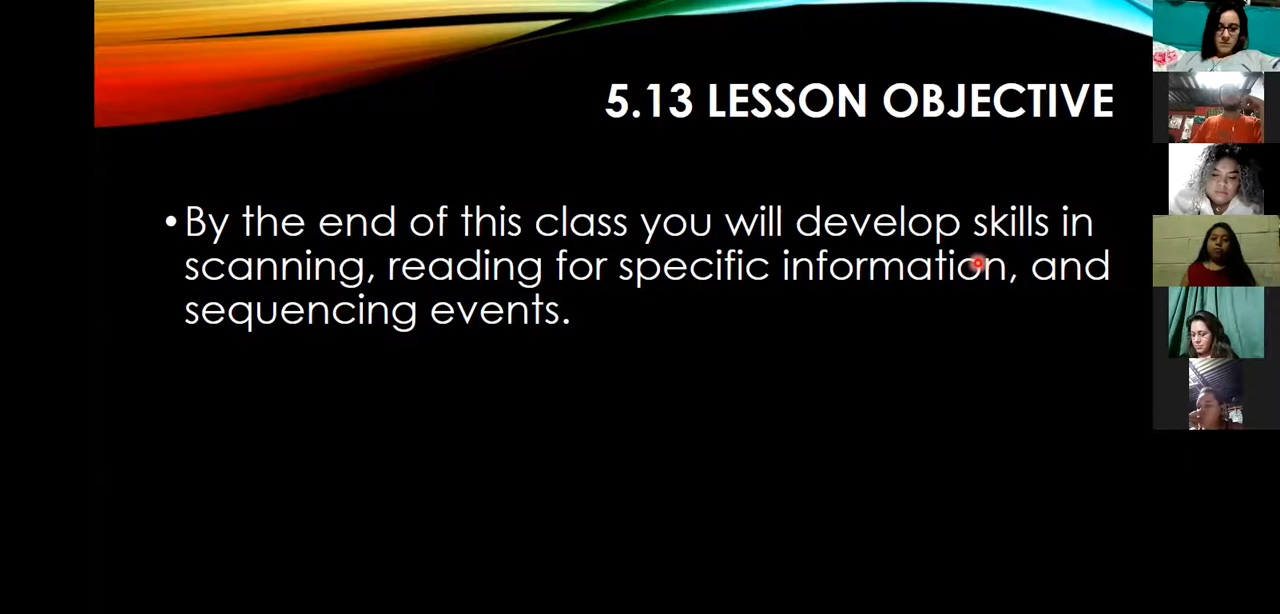 5.13 LESSON OBJECTIVE
•By the end of this class you will develop skills in
scanning, reading for specific information, and
sequencing events.